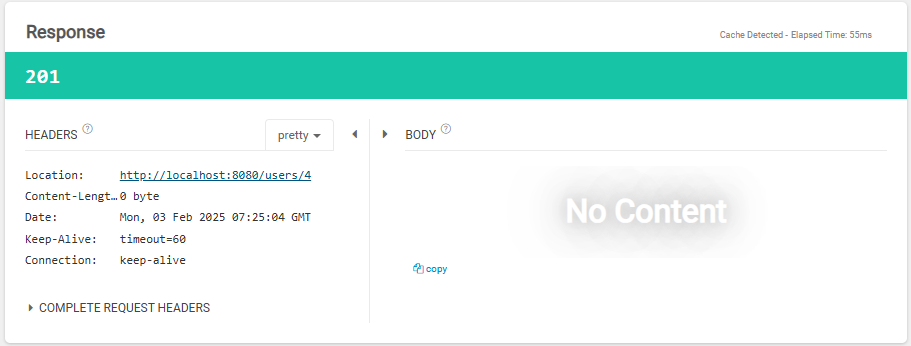 Response
Cache Detected - Elapsed Time: 55ms
201
HEADERS ?
pretty
BODY ?
Location: http://localhost:8080/users/4
Content-Lengt… 0 byte
Date: Mon, 03 Feb 2025 07:25:04 GMT
Keep-Alive: timeout=60
Connection: keep-alive
No Content
copy
COMPLETE REQUEST HEADERS